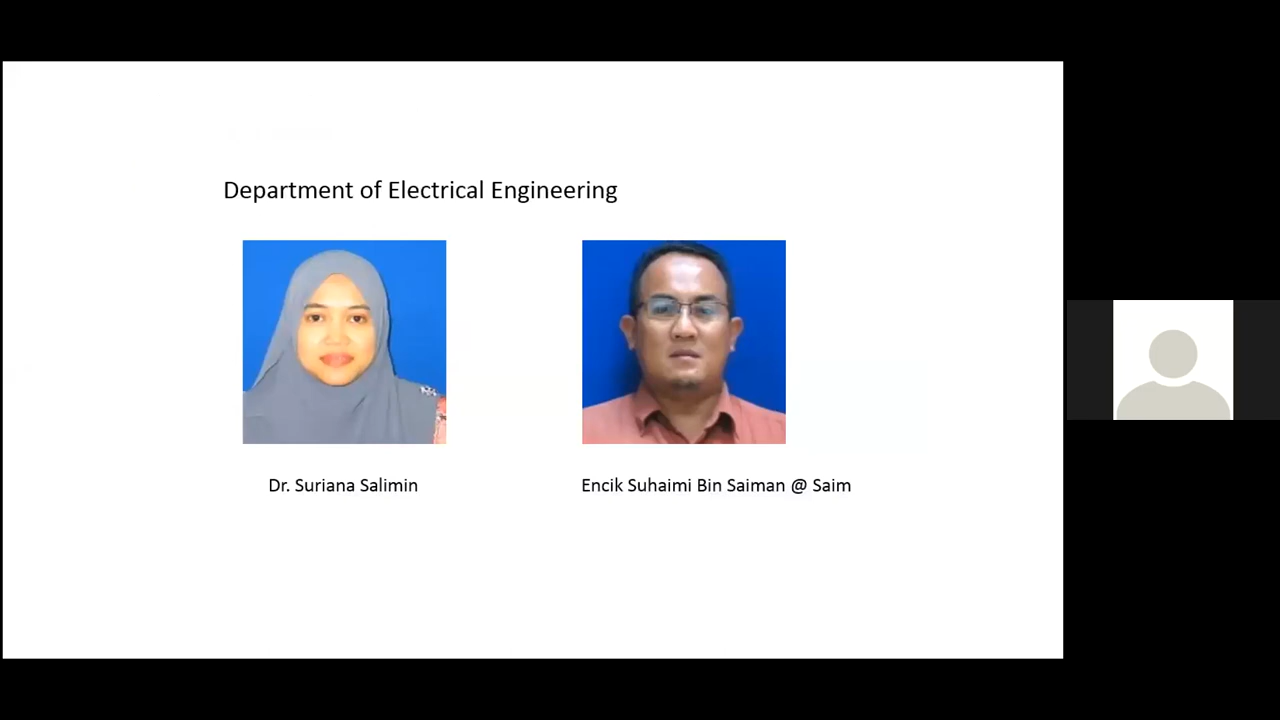 Department of Electrical Engineering
Dr. Suriana Salimin
Encik Suhaimi Bin Saiman @ Saim